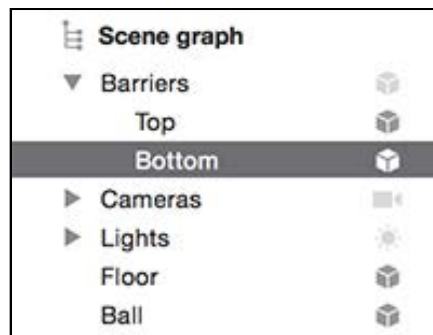 Scene graph
Barriers
Top
Bottom
Cameras
Lights
Floor
Ball